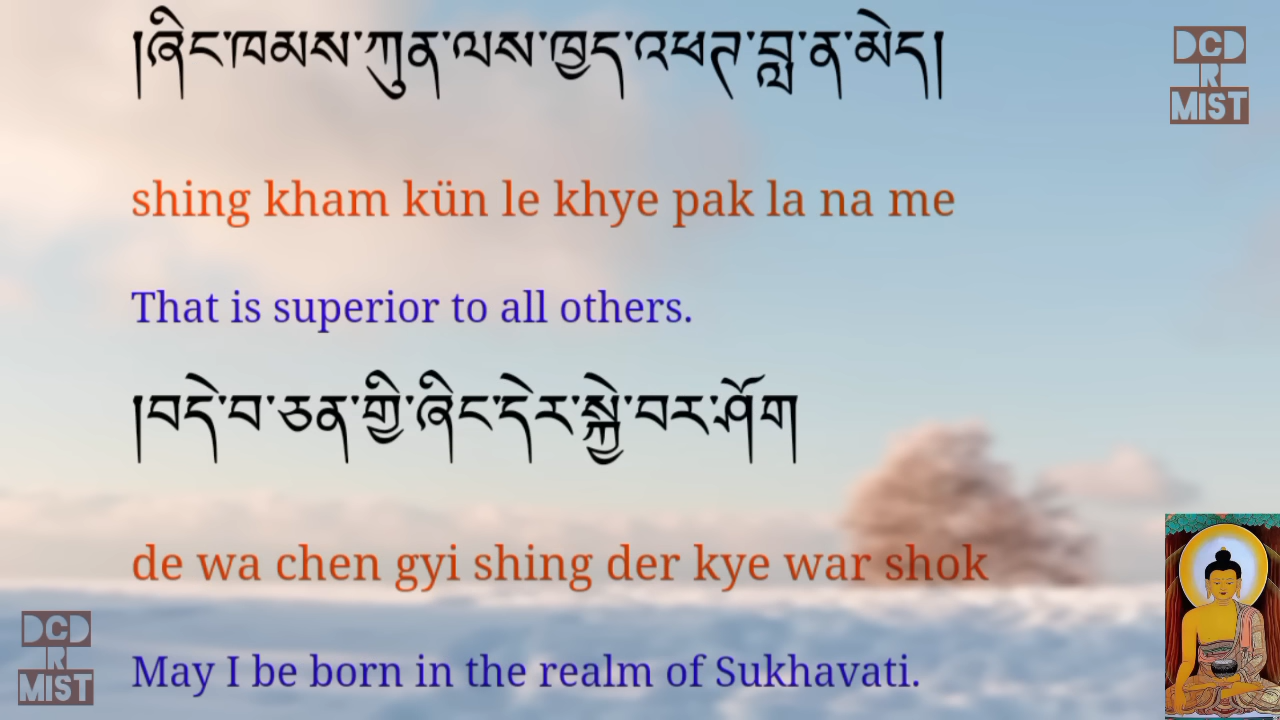 །ཞིང་ཁམས་ཀུན་ལས་ཁྱད་བླ་ན་མེད།
shing kham kün le khye pak la na me
That is superior to all others.
།བདེ་བ་ཅན་གྱི་ཞིང་དེར་སྐྱེ་བར་ཤོག
de wa chen gyi shing der kye war shok
May I be born in the realm of Sukhavati.
DCD
R
MIST
DCD
R
MIST